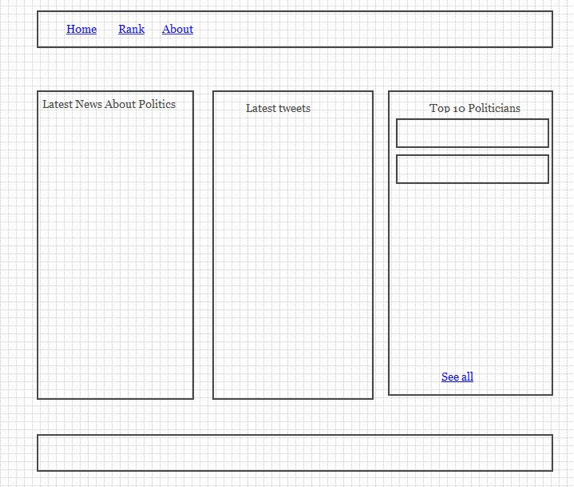 Home Rank About
Latest News About Politics
Latest tweets
Top 10 Politicians
See all